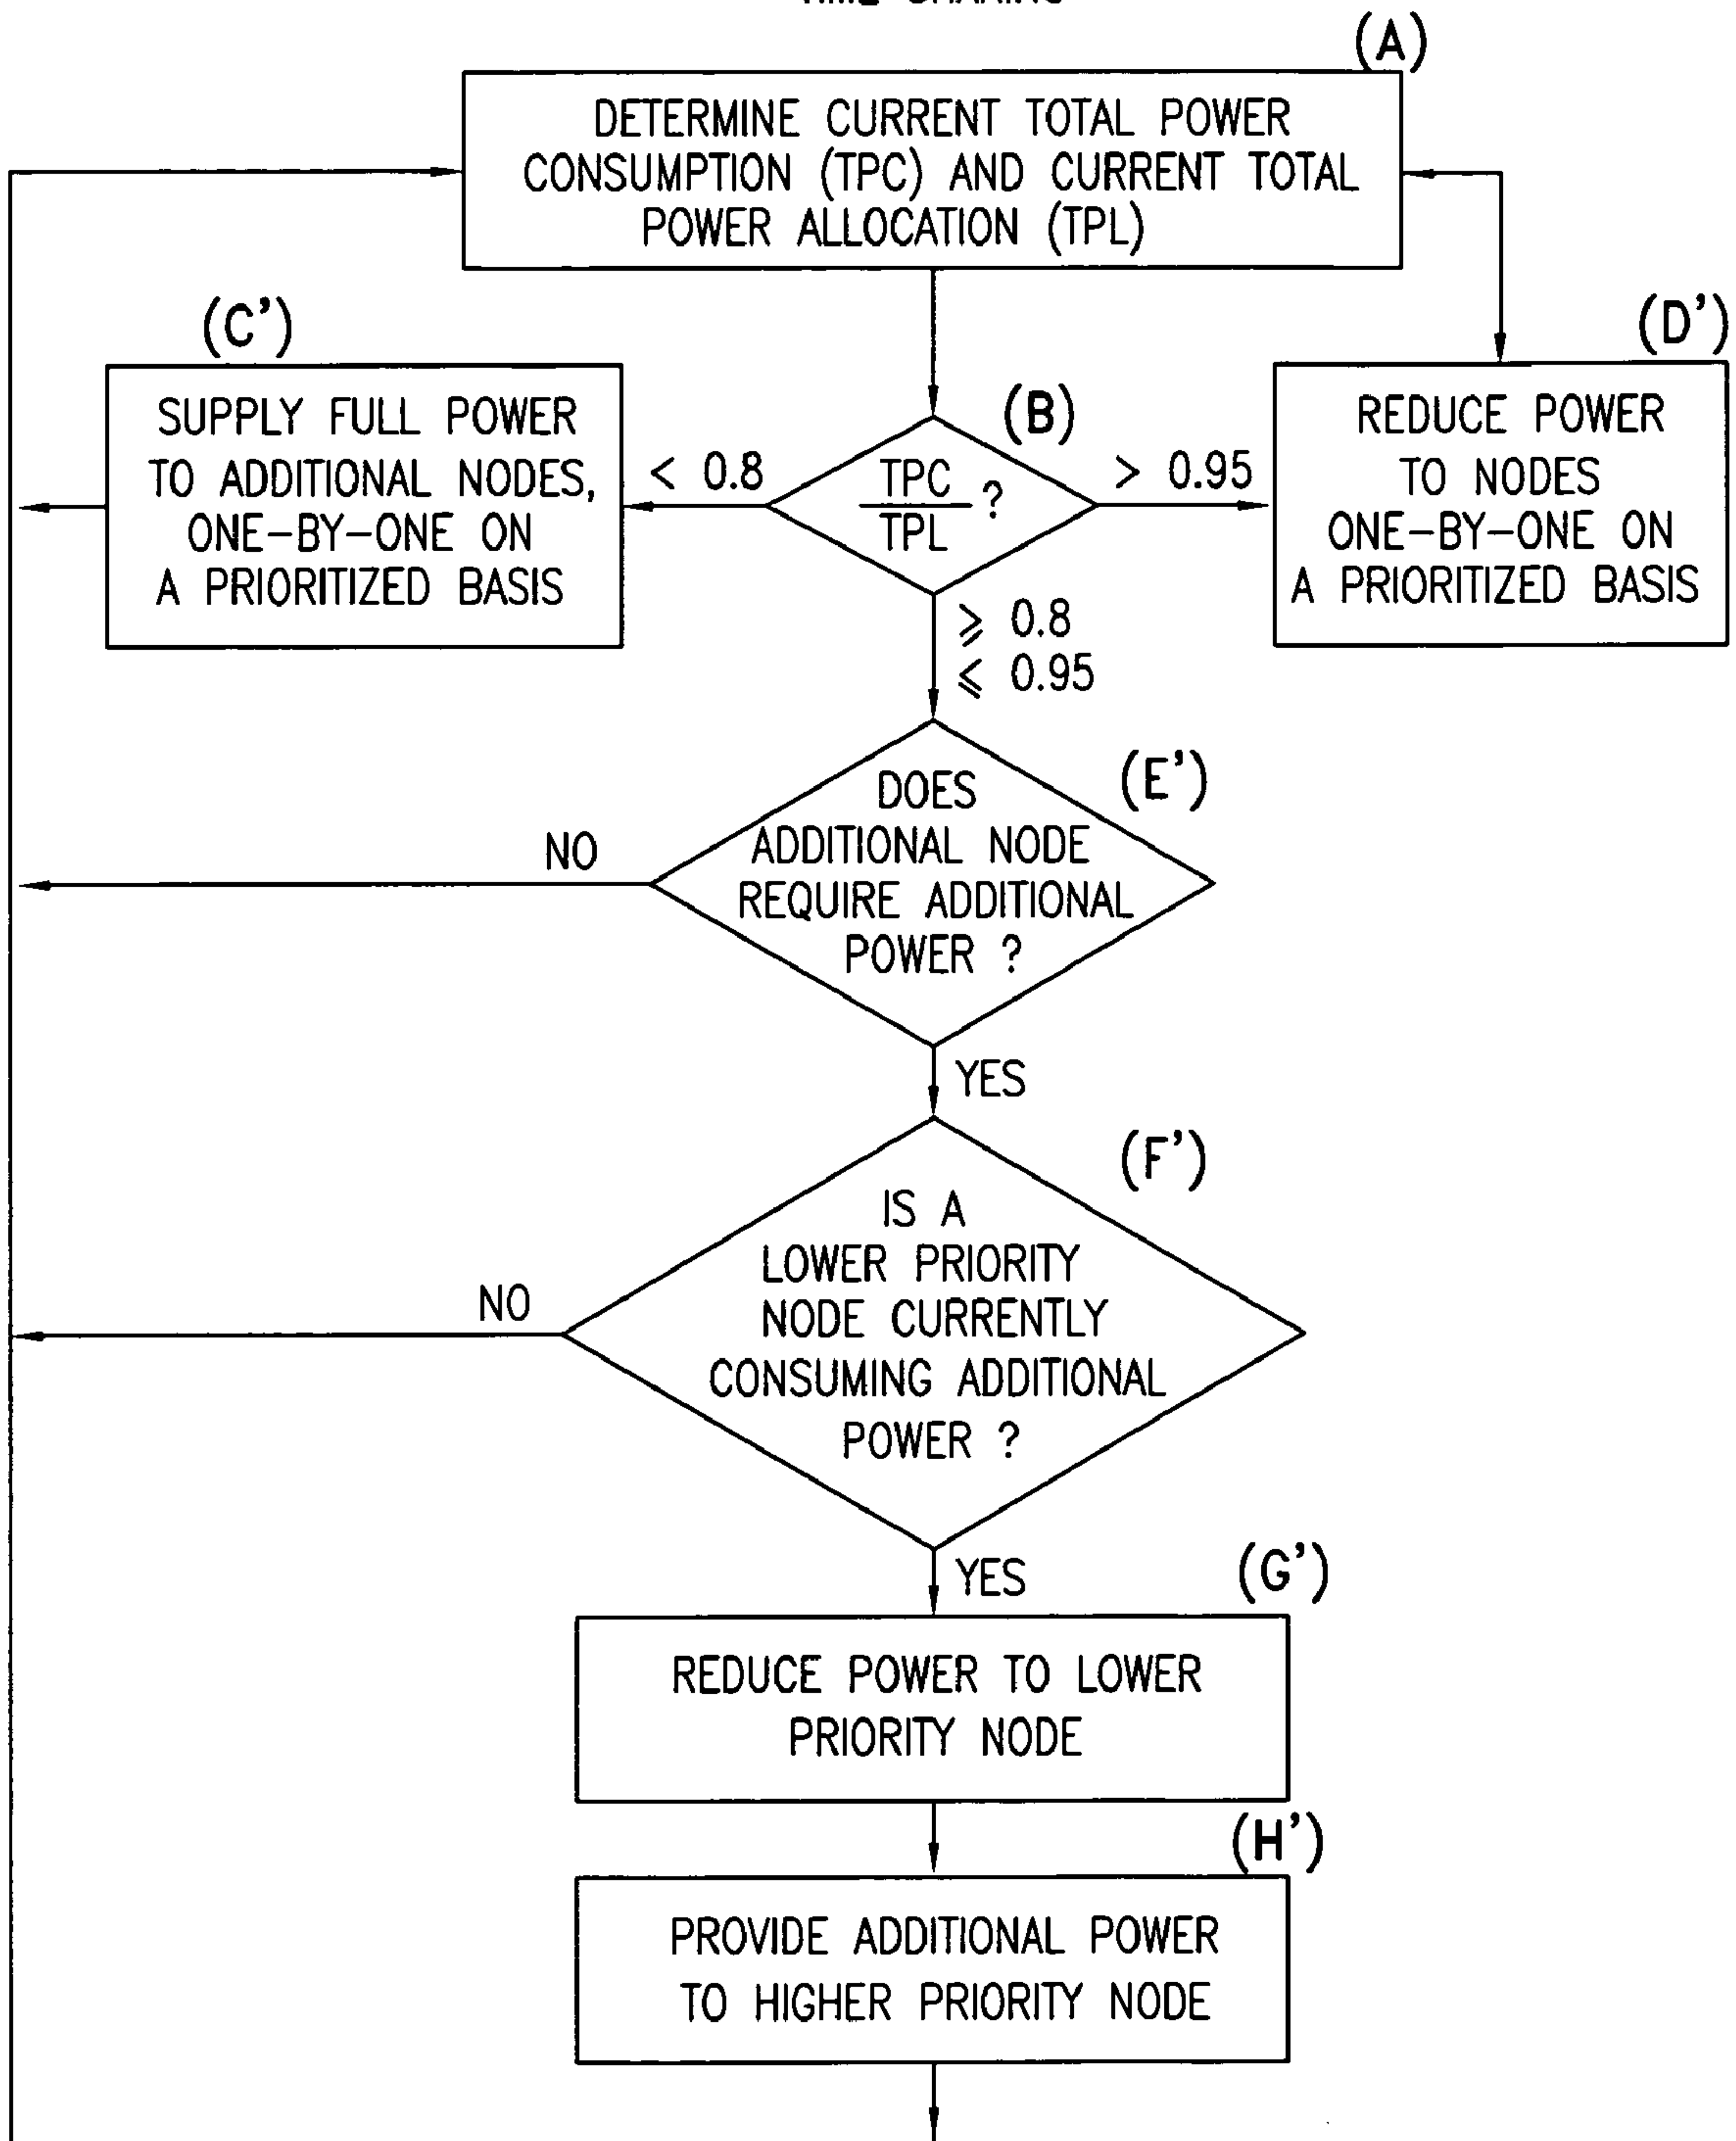 (A)
DETERMINE CURRENT TOTAL POWER
CONSUMPTION (TPC) AND CURRENT TOTAL
POWER ALLOCATION (TPL)
(C')
SUPPLY FULL POWER
TO ADDITIONAL NODES,
ONE-BY-ONE ON
A PRIORITIZED BASIS
< 0.8
(B)
TPC
TPL
?
> 0.95
(D')
REDUCE POWER
TO NODES
ONE-BY-ONE ON
A PRIORITIZED BASIS
⩾ 0.8
⩽ 0.95
(E')
DOES
ADDITIONAL NODE
REQUIRE ADDITIONAL
POWER ?
NO
YES
(F')
IS A
LOWER PRIORITY
NODE CURRENTLY
CONSUMING ADDITIONAL
POWER ?
NO
YES
(G')
REDUCE POWER TO LOWER
PRIORITY NODE
(H')
PROVIDE ADDITIONAL POWER
TO HIGHER PRIORITY NODE